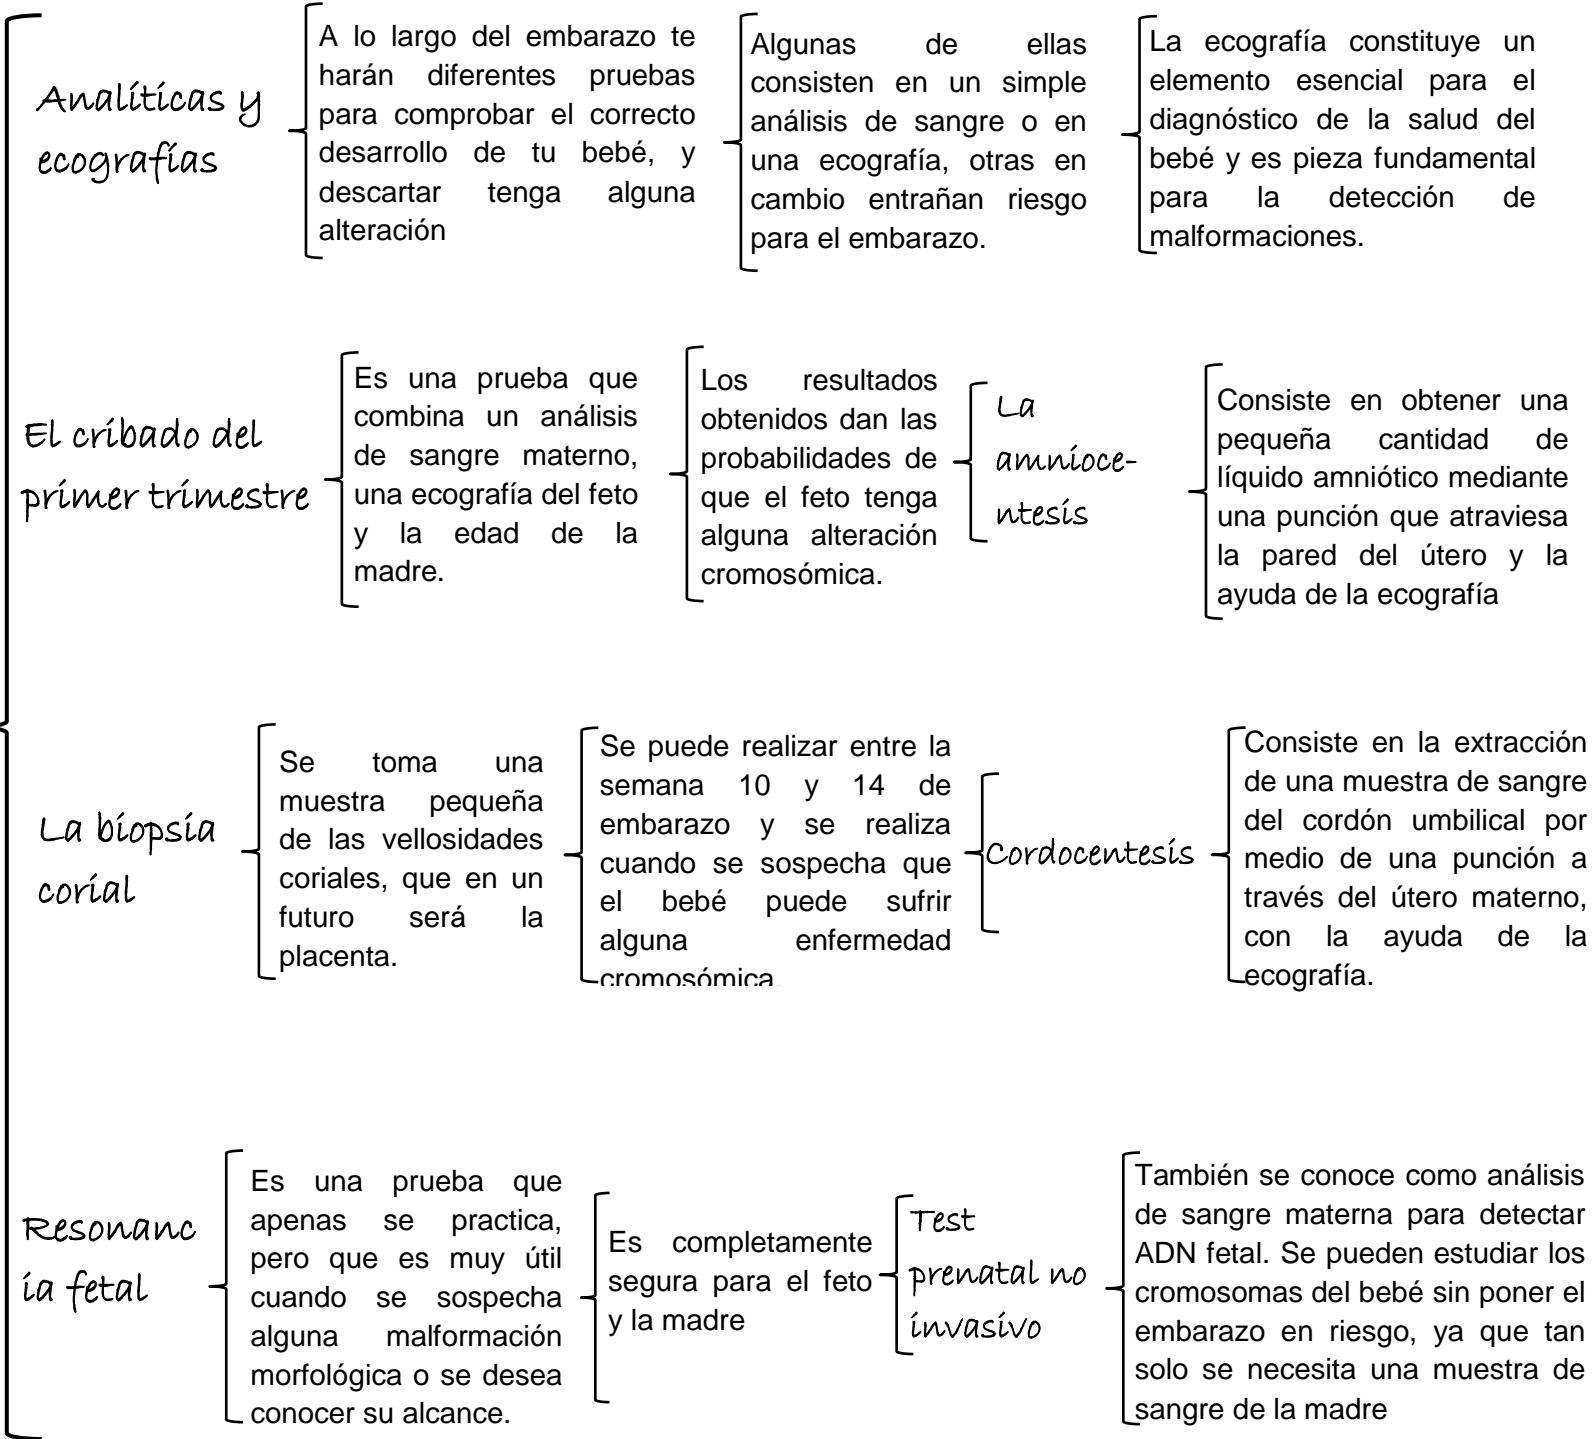 Analíticas y
ecografías
A lo largo del embarazo te
harán diferentes pruebas
para comprobar el correcto
desarrollo de tu bebé, y
descartar tenga alguna
alteración
Algunas de ellas
consisten en un simple
análisis de sangre o en
una ecografía, otras en
cambio entrañan riesgo
para el embarazo.
La ecografía constituye un
elemento esencial para el
diagnóstico de la salud del
bebé y es pieza fundamental
para la detección de
malformaciones.
El cribado del
primer trimestre
Es una prueba que
combina un análisis
de sangre materno,
una ecografía del feto
y la edad de la
madre.
Los resultados
obtenidos dan las
probabilidades de
que el feto tenga
alguna alteración
cromosómica.
La
amnioce-
ntesis
Consiste en obtener una
pequeña cantidad de
líquido amniótico mediante
una punción que atraviesa
la pared del útero y la
ayuda de la ecografía
La biopsia
corial
Se toma una
muestra pequeña
de las vellosidades
coriales, que en un
futuro será la
placenta.
Se puede realizar entre la
semana 10 y 14 de
embarazo y se realiza
cuando se sospecha que
el bebé puede sufrir
alguna enfermedad
cromosómica.
Cordocentesis
Consiste en la extracción
de una muestra de sangre
del cordón umbilical por
medio de una punción a
través del útero materno,
con la ayuda de la
ecografía.
Resonanc
ia fetal
Es una prueba que
apenas se practica,
pero que es muy útil
cuando se sospecha
alguna malformación
morfológica o se desea
conocer su alcance.
Es completamente
segura para el feto
y la madre
Test
prenatal no
invasivo
También se conoce como análisis
de sangre materna para detectar
ADN fetal. Se pueden estudiar los
cromosomas del bebé sin poner el
embarazo en riesgo, ya que tan
solo se necesita una muestra de
sangre de la madre